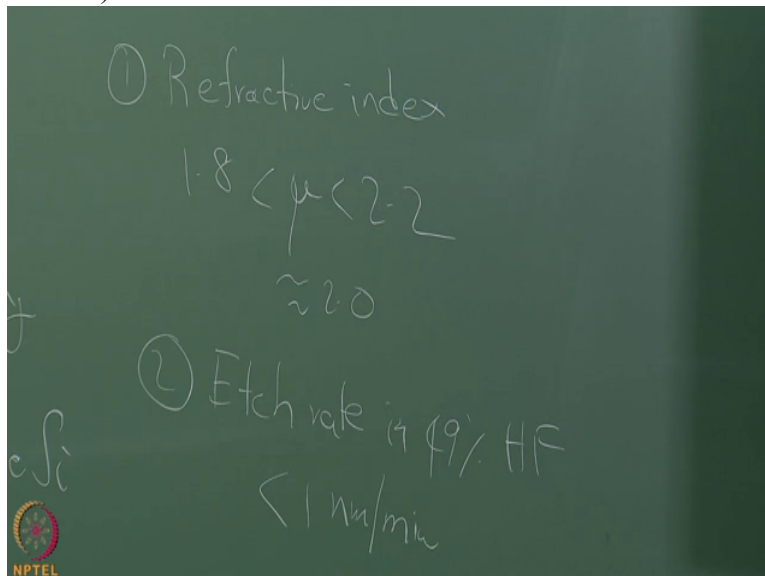 ① Refractive index
1.8 < μ < 2.2
≈ 2.0
② Etch rate in 49% HF
< 1 nm/min
Si
NPTEL